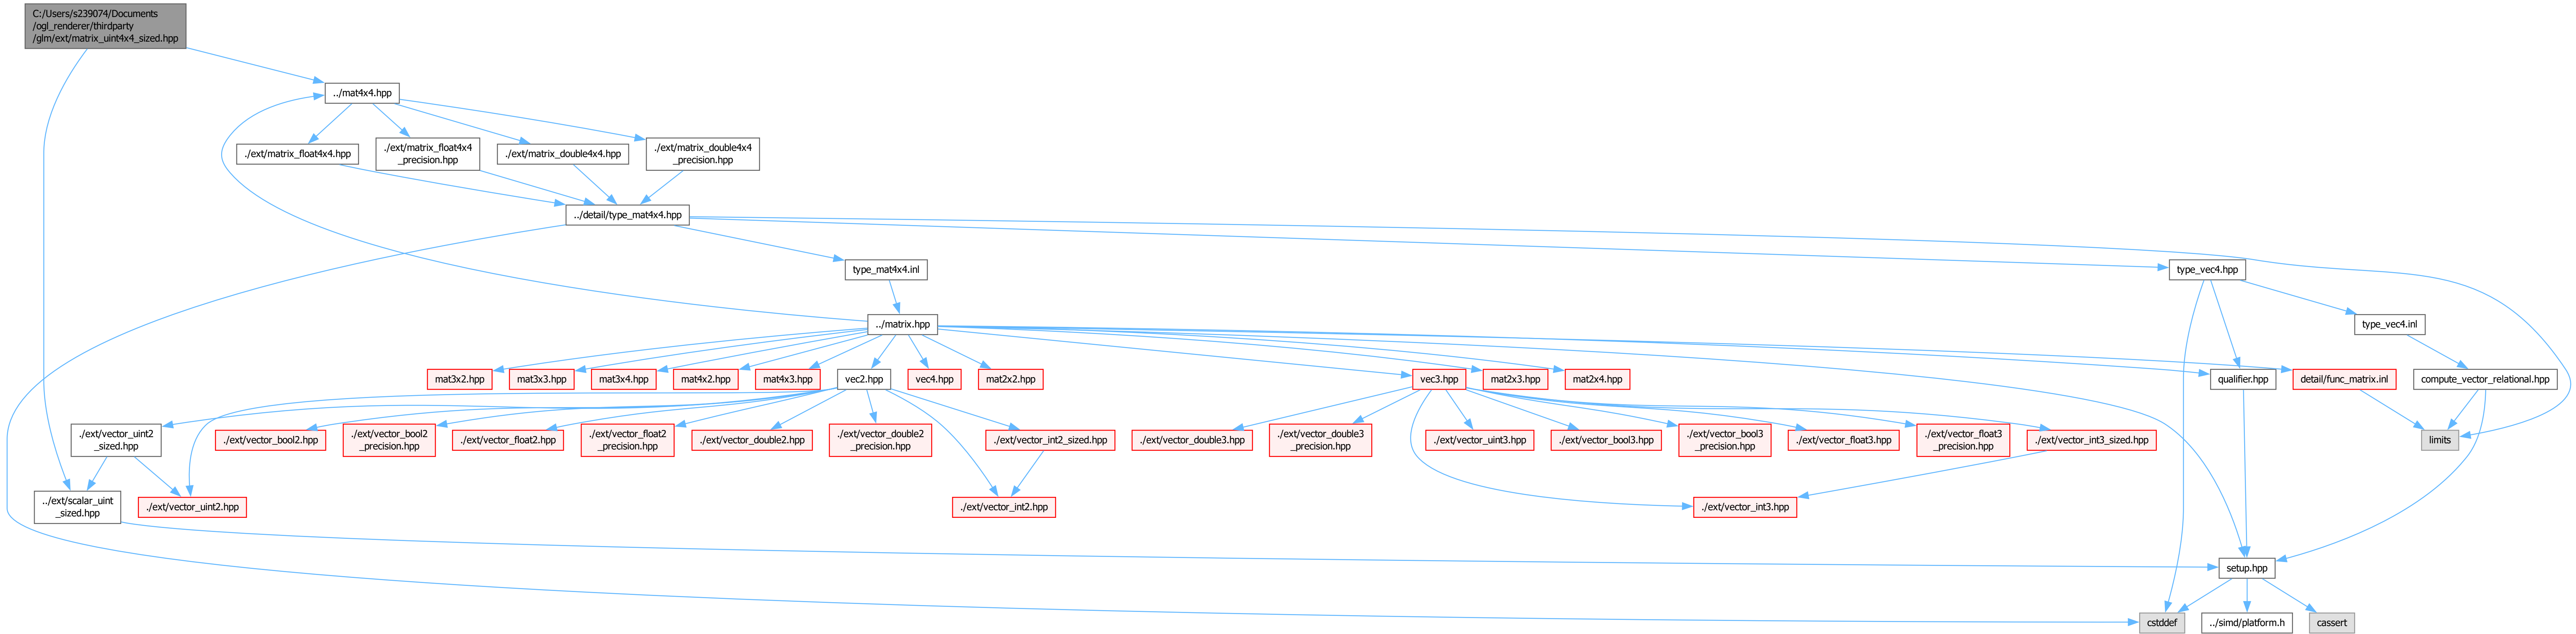 C:/Users/s239074/Documents
/ogl_renderer/thirdparty
/glm/ext/matrix_uint4x4_sized.hpp
../mat4x4.hpp
./ext/matrix_float4x4.hpp
./ext/matrix_float4x4
_precision.hpp
./ext/matrix_double4x4.hpp
./ext/matrix_double4x4
_precision.hpp
../detail/type_mat4x4.hpp
type_mat4x4.inl
type_vec4.hpp
../matrix.hpp
type_vec4.inl
mat3x2.hpp
mat3x3.hpp
mat3x4.hpp
mat4x2.hpp
mat4x3.hpp
vec2.hpp
vec4.hpp
mat2x2.hpp
vec3.hpp
mat2x3.hpp
mat2x4.hpp
qualifier.hpp
detail/func_matrix.inl
compute_vector_relational.hpp
./ext/vector_uint2
_sized.hpp
./ext/vector_bool2.hpp
./ext/vector_bool2
_precision.hpp
./ext/vector_float2.hpp
./ext/vector_float2
_precision.hpp
./ext/vector_double2.hpp
./ext/vector_double2
_precision.hpp
./ext/vector_int2_sized.hpp
./ext/vector_double3.hpp
./ext/vector_double3
_precision.hpp
./ext/vector_uint3.hpp
./ext/vector_bool3.hpp
./ext/vector_bool3
_precision.hpp
./ext/vector_float3.hpp
./ext/vector_float3
_precision.hpp
./ext/vector_int3_sized.hpp
limits
../ext/scalar_uint
_sized.hpp
./ext/vector_uint2.hpp
./ext/vector_int2.hpp
./ext/vector_int3.hpp
setup.hpp
cstddef
../simd/platform.h
cassert